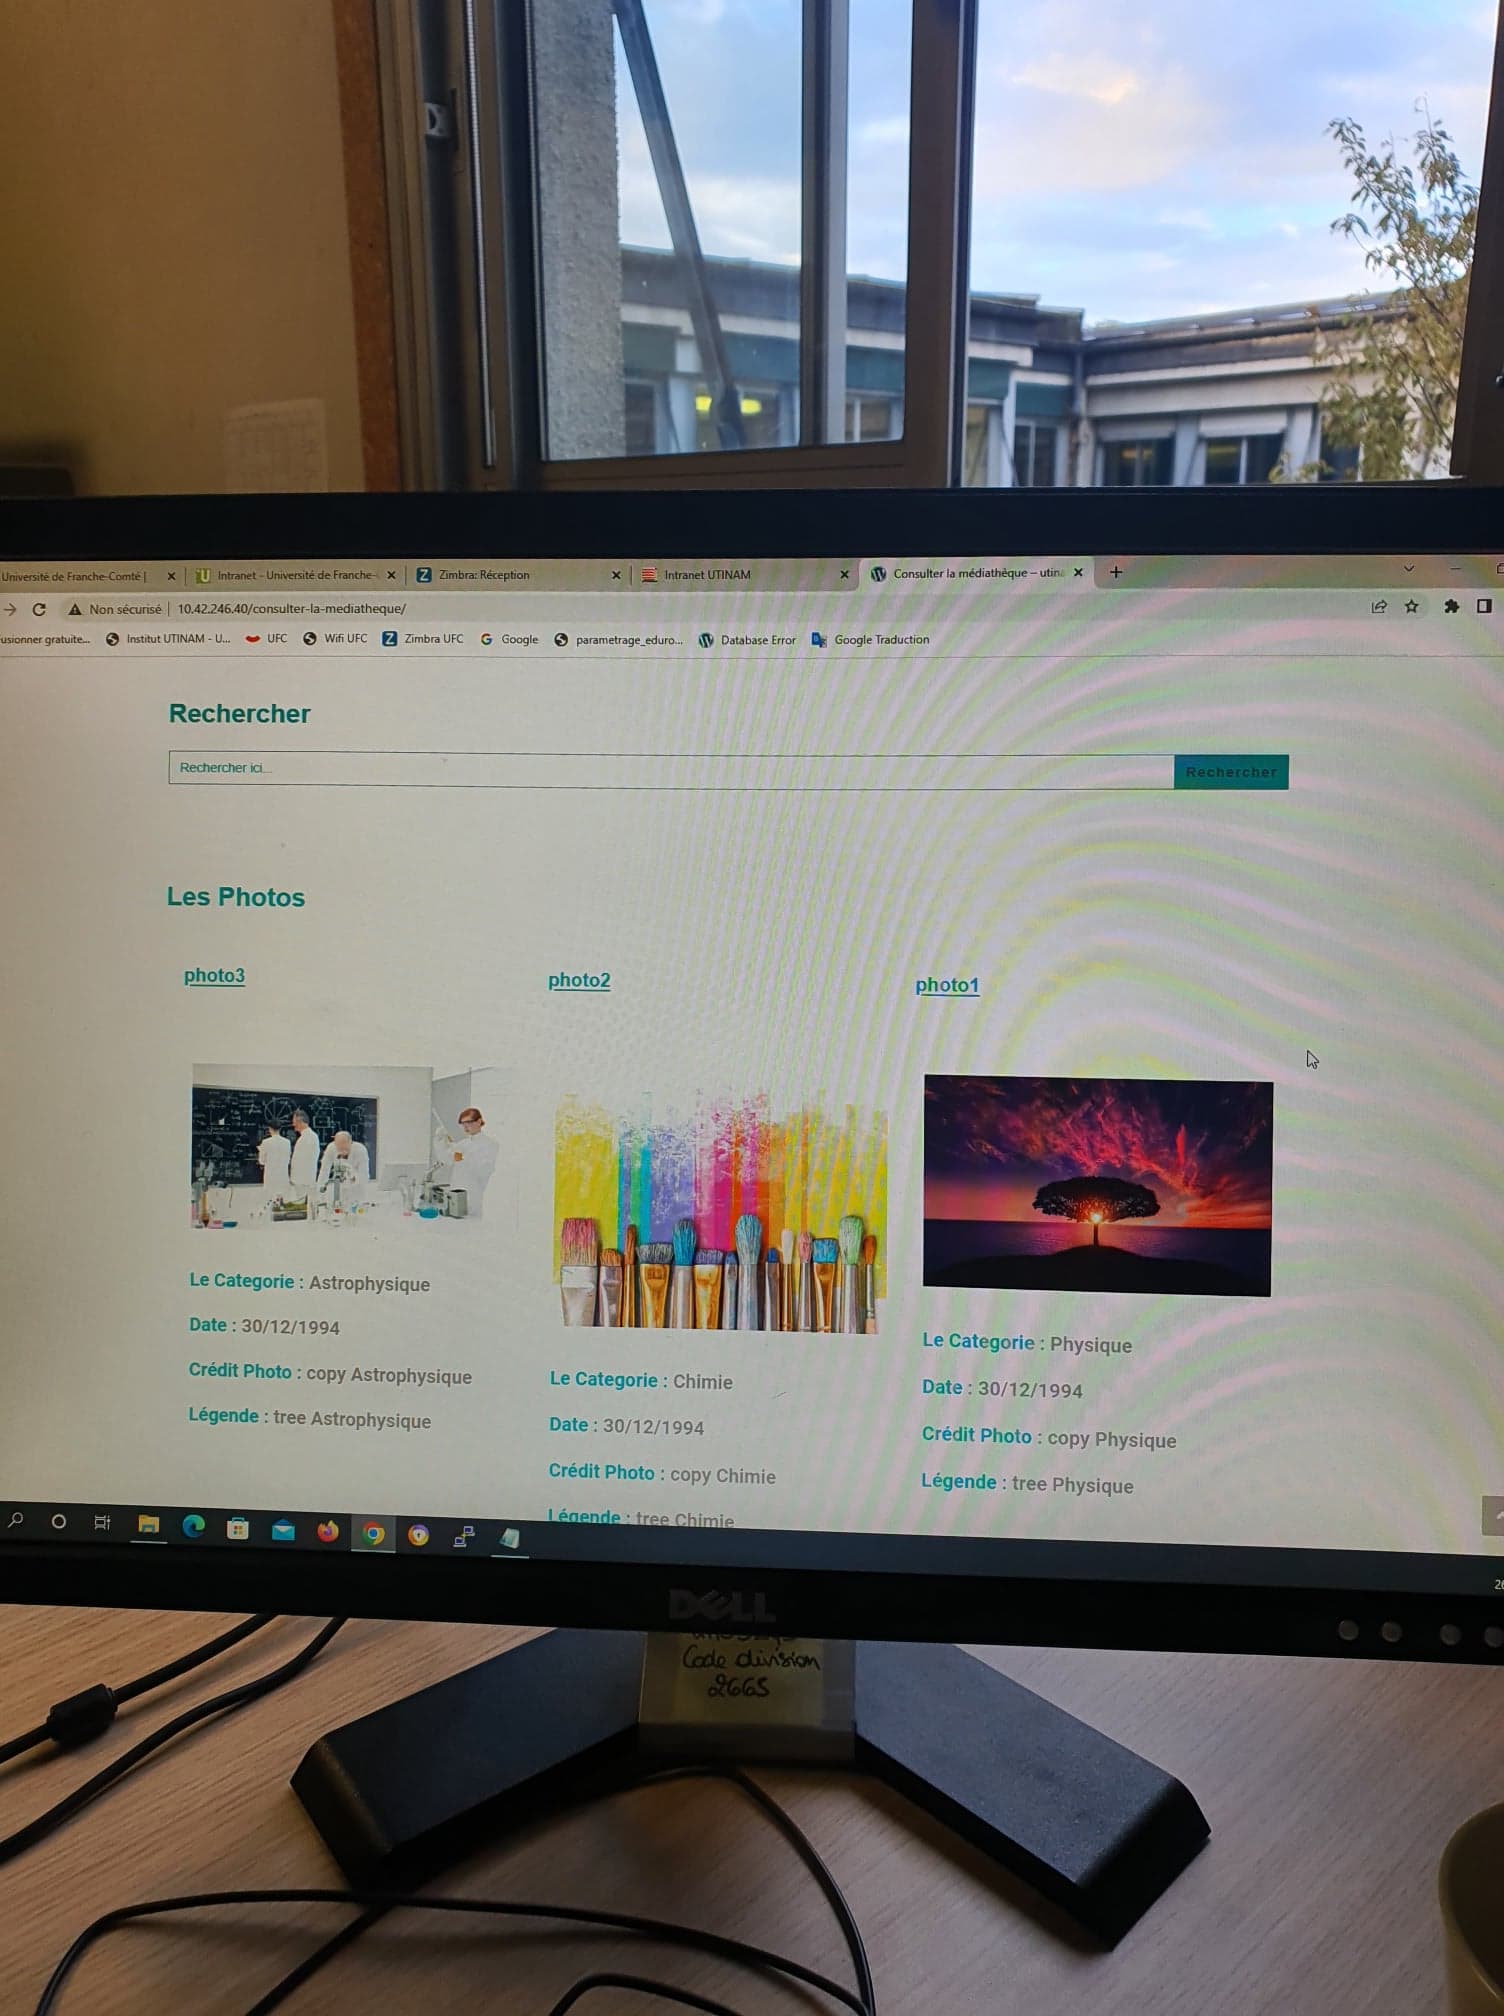 Université de Franche-Comté |
Intranet - Université de Franche-
Zimbra: Réception
Intranet UTINAM
Consulter la médiathèque – utina
Non sécurisé | 10.42.246.40/consulter-la-mediatheque/
usionner gratuite...
Institut UTINAM - U...
UFC
Wifi UFC
Zimbra UFC
Google
parametrage_eduro...
Database Error
Google Traduction
Rechercher
Rechercher ici...
Rechercher
Les Photos
photo3
photo2
photo1
Le Categorie : Astrophysique
Date : 30/12/1994
Crédit Photo : copy Astrophysique
Légende : tree Astrophysique
Le Categorie : Chimie
Date : 30/12/1994
Crédit Photo : copy Chimie
Légende : tree Chimie
Le Categorie : Physique
Date : 30/12/1994
Crédit Photo : copy Physique
Légende : tree Physique
DELL
Code division
2665